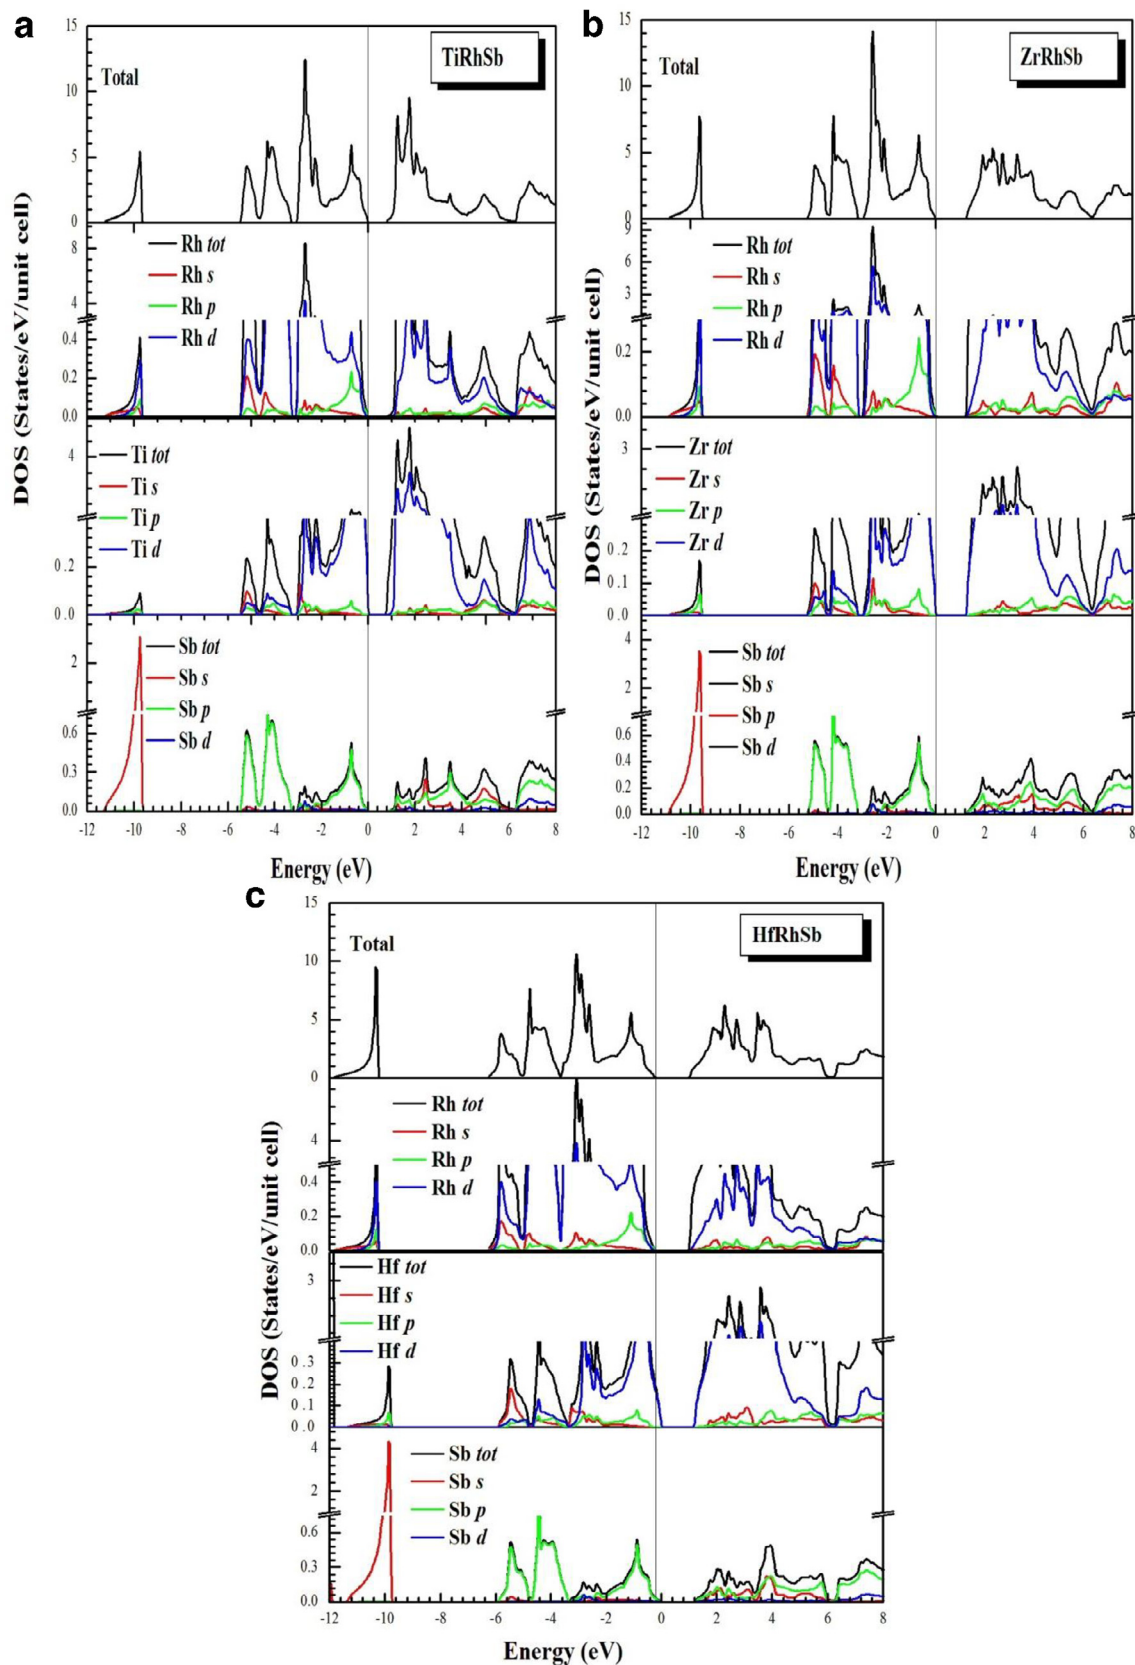 a
TiRhSb
Total
15
10
5
0
Rh tot
Rh s
Rh p
Rh d
8
4
0.4
0.2
0.0
Ti tot
Ti s
Ti p
Ti d
4
0.2
0.0
Sb tot
Sb s
Sb p
Sb d
2
0.6
0.3
0.0
-12 -10 -8 -6 -4 -2 0 2 4 6 8
Energy (eV)
DOS (States/eV/unit cell)
b
ZrRhSb
Total
15
10
5
0
Rh tot
Rh s
Rh p
Rh d
9
6
3
0.2
0.0
Zr tot
Zr s
Zr p
Zr d
3
0.2
0.1
0.0
Sb tot
Sb s
Sb p
Sb d
4
2
0.6
0.4
0.2
0.0
-12 -10 -8 -6 -4 -2 0 2 4 6 8
Energy (eV)
DOS (States/eV/unit cell)
c
HfRhSb
Total
15
10
5
0
Rh tot
Rh s
Rh p
Rh d
4
0.4
0.2
0.0
Hf tot
Hf s
Hf p
Hf d
3
0.3
0.2
0.1
0.0
Sb tot
Sb s
Sb p
Sb d
4
2
0.6
0.3
0.0
-12 -10 -8 -6 -4 -2 0 2 4 6 8
Energy (eV)
DOS (States/eV/unit cell)